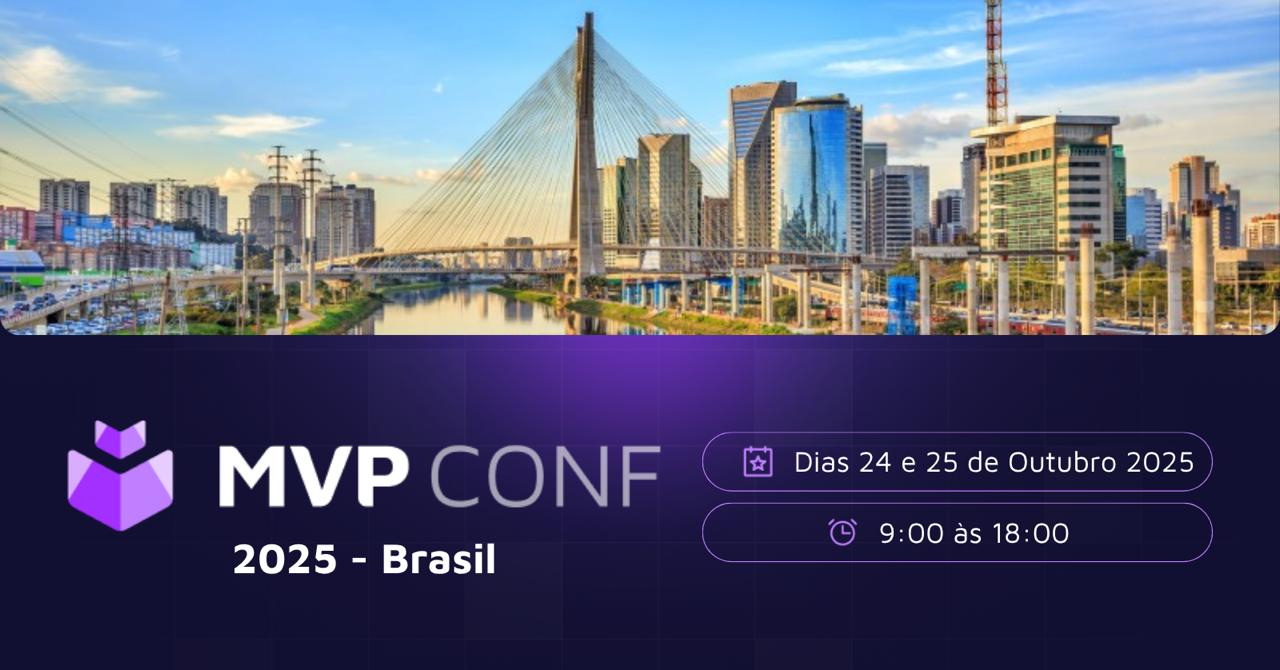 MVP CONF
2025 - Brasil
Dias 24 e 25 de Outubro 2025
9:00 às 18:00